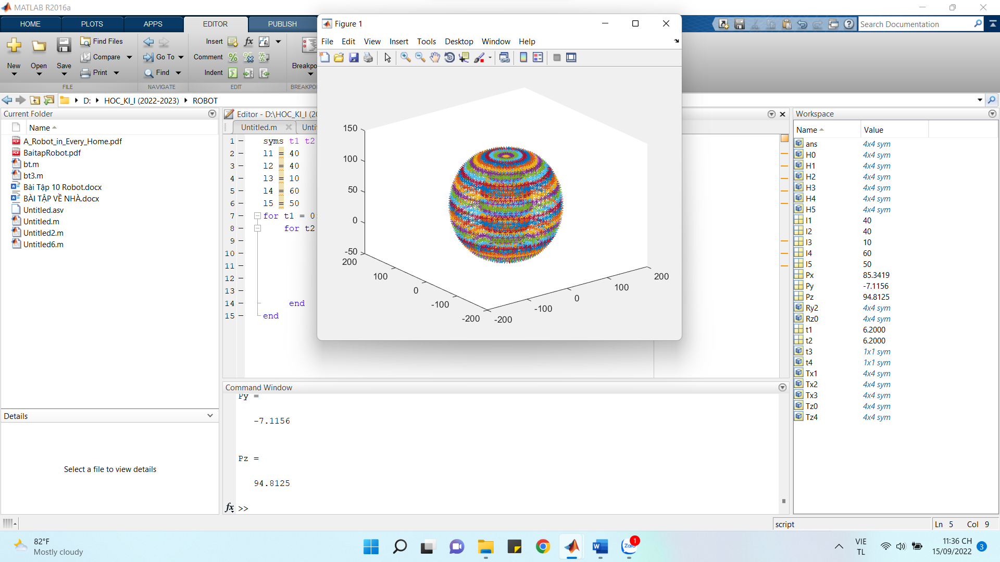 MATLAB R2016a
HOME PLOTS APPS EDITOR PUBLISH
Search Documentation
New Open Save
Find Files
Compare
Print
FILE
Go To
Find
NAVIGATE
Insert
Comment
Indent
EDIT
Breakpo
BREAKPO
D: HOC_KI_I (2022-2023) ROBOT
Current Folder
Name
A_Robot_in_Every_Home.pdf
BaitapRobot.pdf
bt.m
bt3.m
Bài Tập 10 Robot.docx
BÀI TẬP VỀ NHÀ.docx
Untitled.asv
Untitled.m
Untitled2.m
Untitled6.m
Details
Select a file to view details
Editor - D:\HOC_KI_I (20
Untitled.m Unti
1 syms t1 t2
2 l1 = 40
3 l2 = 40
4 l3 = 10
5 l4 = 60
6 l5 = 50
7 for t1 = 0
8 for t2
9
10
11
12
13
14 end
15 end
Figure 1
File Edit View Insert Tools Desktop Window Help
150
100
50
0
-50
200
100
0
-100
-200
-200
-100
0
100
200
Command Window
Py =
-7.1156
Pz =
94.8125
fx >>
Workspace
Name Value
ans 4x4 sym
H0 4x4 sym
H1 4x4 sym
H2 4x4 sym
H3 4x4 sym
H4 4x4 sym
H5 4x4 sym
l1 40
l2 40
l3 10
l4 60
l5 50
Px 85.3419
Py -7.1156
Pz 94.8125
Ry2 4x4 sym
Rz0 4x4 sym
t1 6.2000
t2 6.2000
t3 1x1 sym
t4 1x1 sym
Tx1 4x4 sym
Tx2 4x4 sym
Tx3 4x4 sym
Tz0 4x4 sym
Tz4 4x4 sym
script
Ln 5 Col 9
82°F
Mostly cloudy
Zalo
1
VIE
TL
11:36 CH
15/09/2022
3